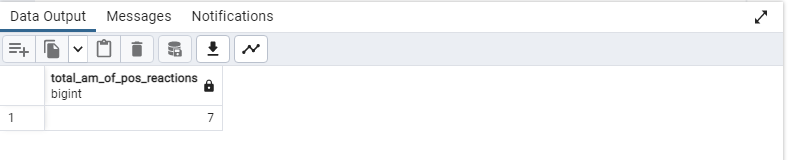 Data Output Messages Notifications
total_am_of_pos_reactions
bigint
1 7